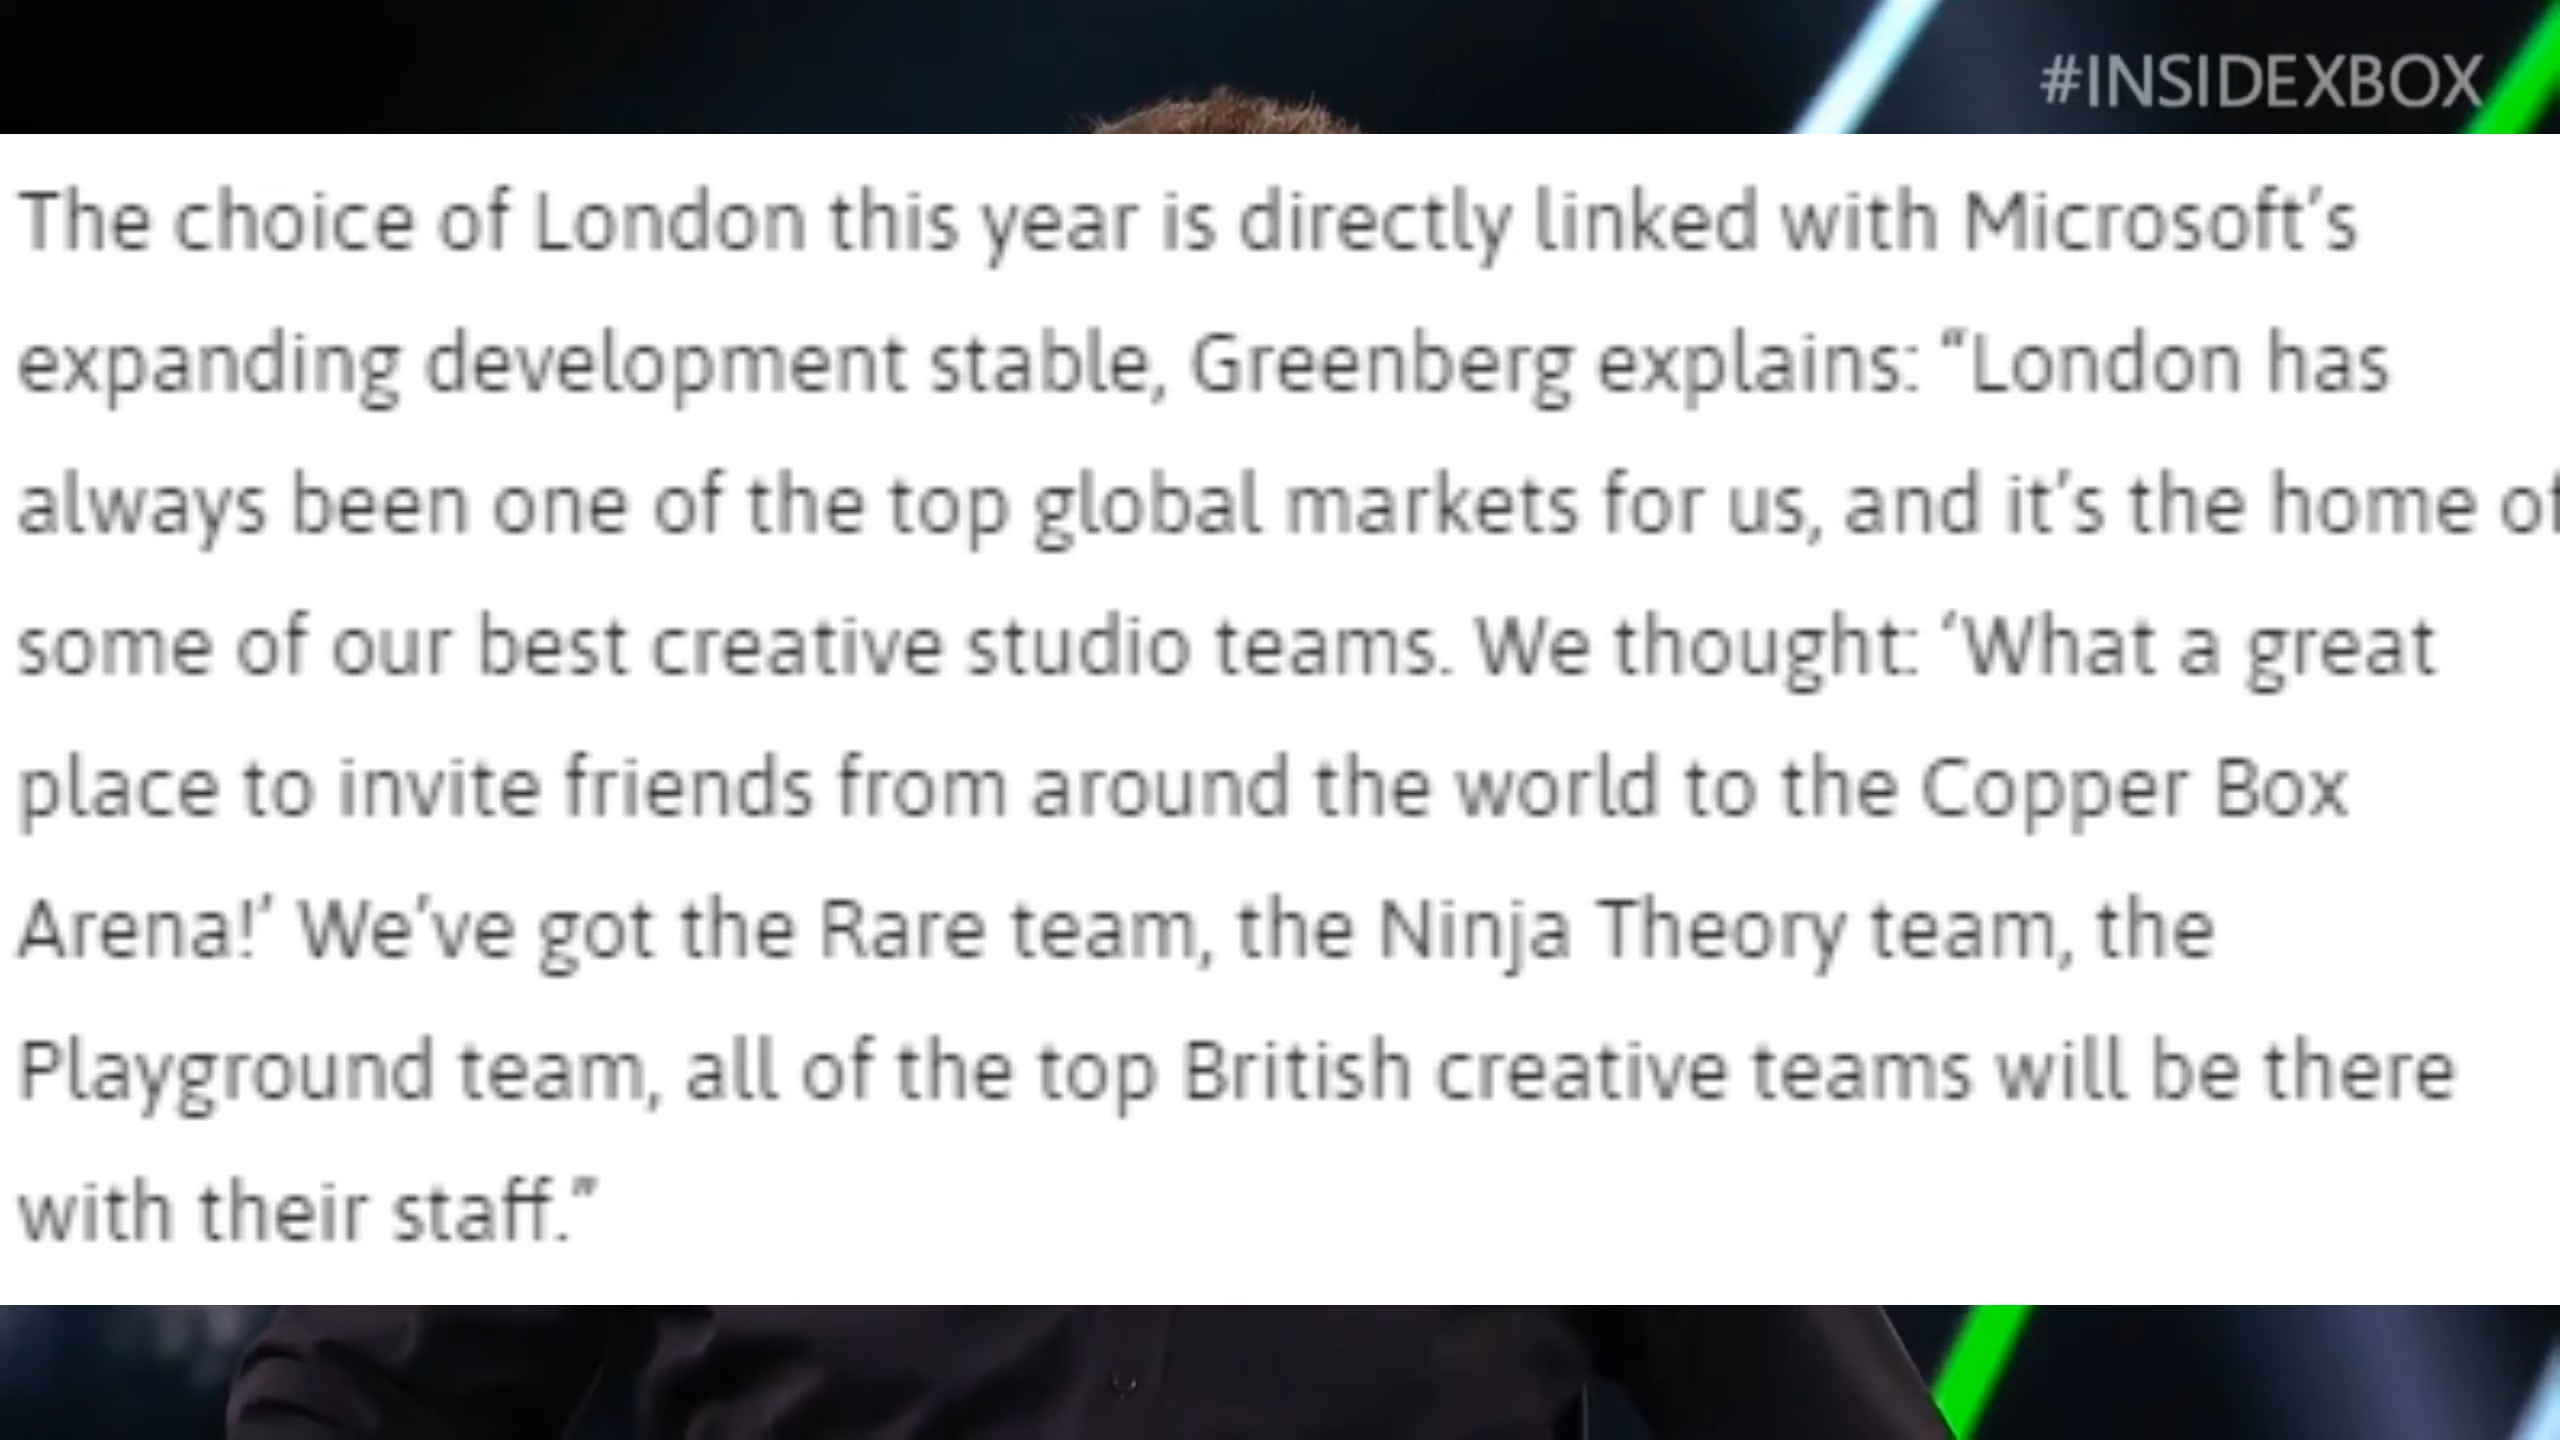 #INSIDEXBOX
The choice of London this year is directly linked with Microsoft’s
expanding development stable, Greenberg explains: “London has
always been one of the top global markets for us, and it’s the home of
some of our best creative studio teams. We thought: ‘What a great
place to invite friends from around the world to the Copper Box
Arena!’ We’ve got the Rare team, the Ninja Theory team, the
Playground team, all of the top British creative teams will be there
with their staff.”